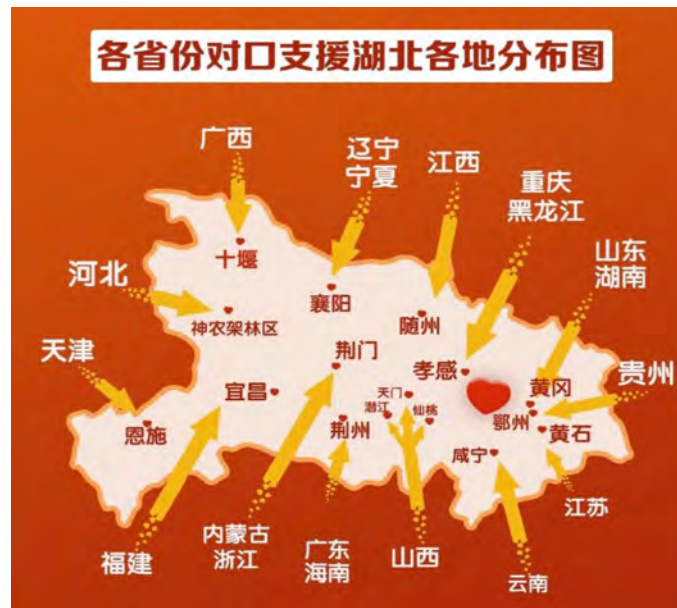 各省份对口支援湖北各地分布图
广西
辽宁
宁夏
江西
重庆
黑龙江
山东
湖南
河北
十堰
襄阳
神农架林区
随州
天津
荆门
孝感
贵州
宜昌
天门
黄冈
恩施
潜江
仙桃
鄂州
荆州
黄石
咸宁
江苏
福建
内蒙古
浙江
广东
海南
山西
云南